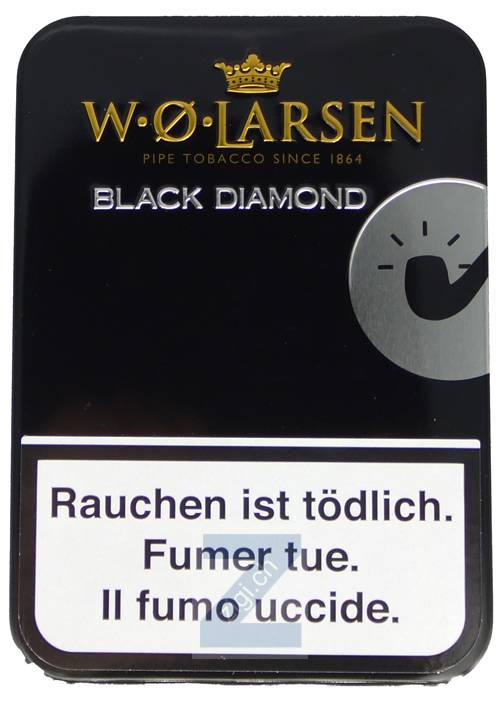 W·Ø·LARSEN
PIPE TOBACCO SINCE 1864
BLACK DIAMOND
Rauchen ist tödlich.
Fumer tue.
Il fumo uccide.